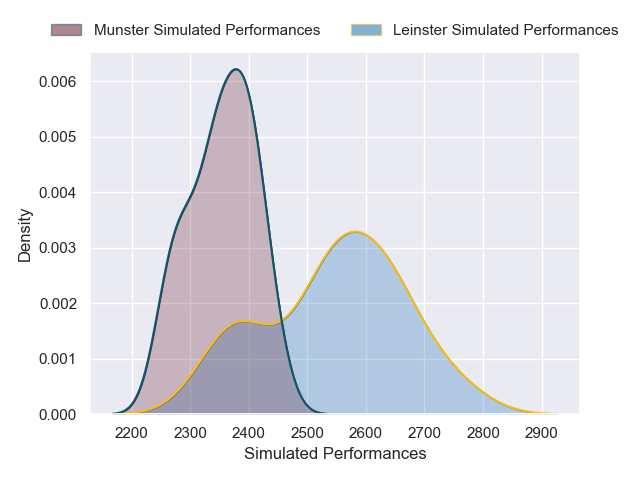 Munster Simulated Performances Leinster Simulated Performances
0.006
0.005
0.004
0.003
0.002
0.001
0.000
Density
2200 2300 2400 2500 2600 2700 2800 2900
Simulated Performances